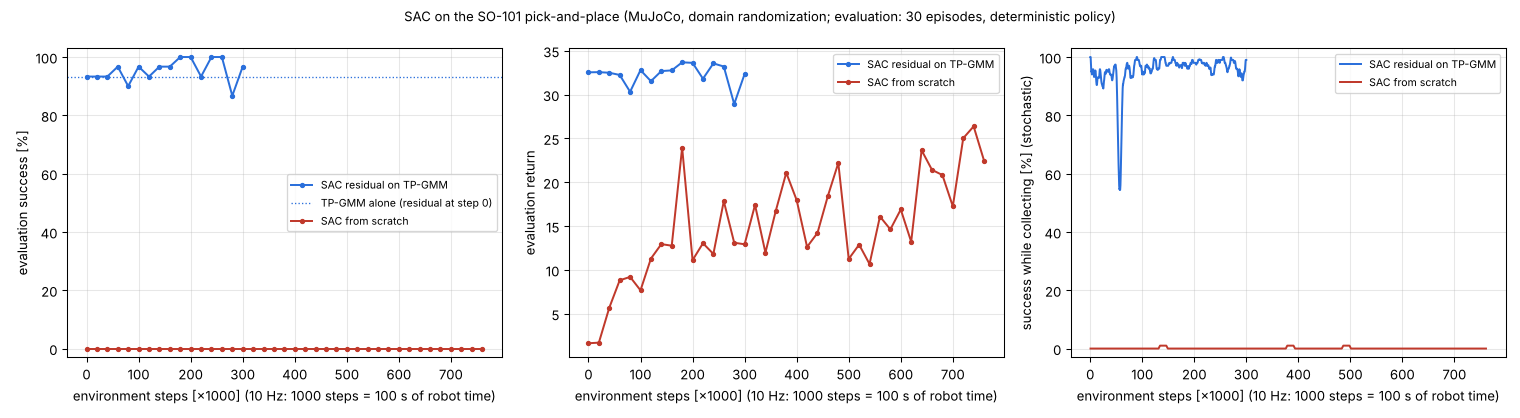 SAC on the SO-101 pick-and-place (MuJoCo, domain randomization; evaluation: 30 episodes, deterministic policy)
evaluation success [%]
100
80
60
40
20
0
SAC residual on TP-GMM
TP-GMM alone (residual at step 0)
SAC from scratch
0 100 200 300 400 500 600 700
environment steps [×1000] (10 Hz: 1000 steps = 100 s of robot time)
evaluation return
35
30
25
20
15
10
5
SAC residual on TP-GMM
SAC from scratch
0 100 200 300 400 500 600 700
environment steps [×1000] (10 Hz: 1000 steps = 100 s of robot time)
success while collecting [%] (stochastic)
100
80
60
40
20
0
SAC residual on TP-GMM
SAC from scratch
0 100 200 300 400 500 600 700
environment steps [×1000] (10 Hz: 1000 steps = 100 s of robot time)